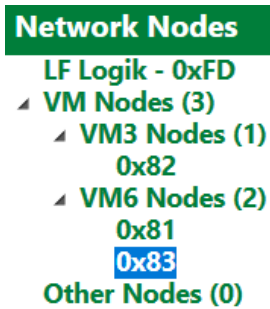 Network Nodes
LF Logik - 0xFD
VM Nodes (3)
VM3 Nodes (1)
0x82
VM6 Nodes (2)
0x81
0x83
Other Nodes (0)